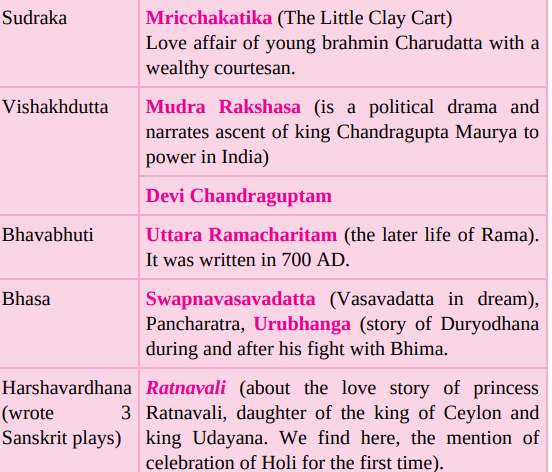 Sudraka
Mricchakatika (The Little Clay Cart)
Love affair of young brahmin Charudatta with a
wealthy courtesan.
Vishakhdutta
Mudra Rakshasa (is a political drama and
narrates ascent of king Chandragupta Maurya to
power in India)
Devi Chandraguptam
Bhavabhuti
Uttara Ramacharitam (the later life of Rama).
It was written in 700 AD.
Bhasa
Swapnavasavadatta (Vasavadatta in dream),
Pancharatra, Urubhanga (story of Duryodhana
during and after his fight with Bhima.
Harshavardhana
(wrote 3
Sanskrit plays)
Ratnavali (about the love story of princess
Ratnavali, daughter of the king of Ceylon and
king Udayana. We find here, the mention of
celebration of Holi for the first time).